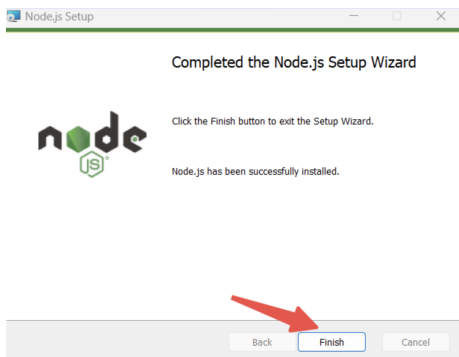 Node.js Setup
Completed the Node.js Setup Wizard
Click the Finish button to exit the Setup Wizard.
node
JS
Node.js has been successfully installed.
Back Finish Cancel